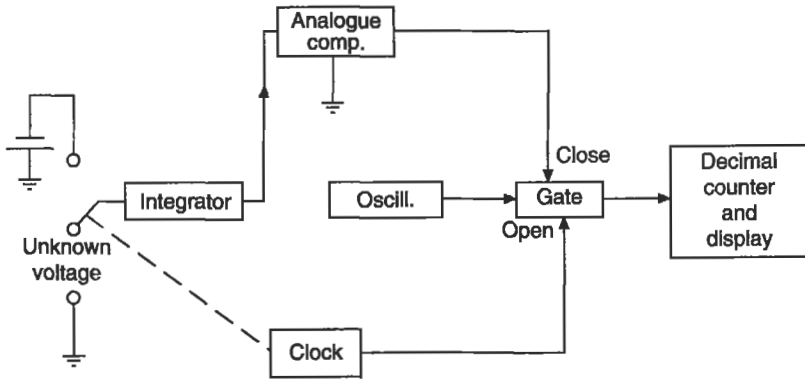 Analogue
comp.
Close
Decimal
counter
and
display
Integrator
Oscill.
Gate
Open
Unknown
voltage
Clock